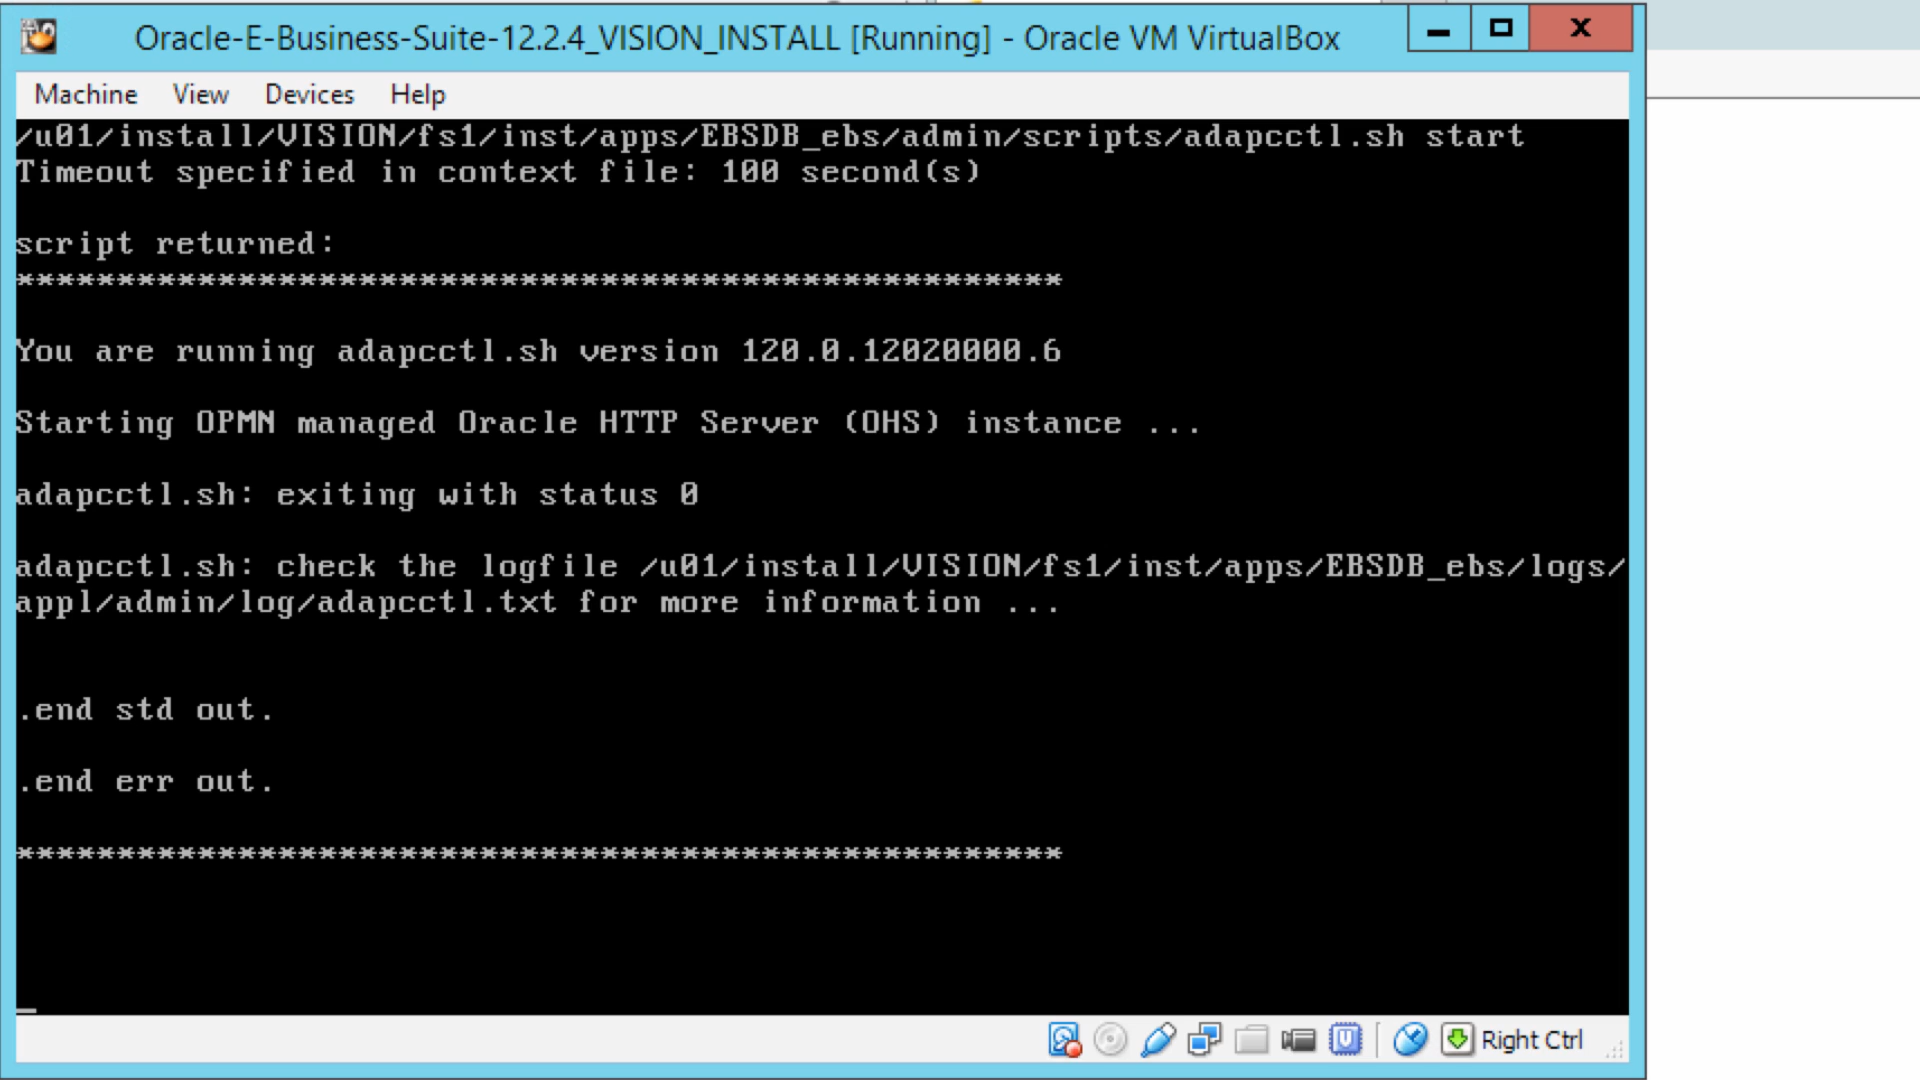 Oracle-E-Business-Suite-12.2.4_VISION_INSTALL [Running] - Oracle VM VirtualBox
Machine View Devices Help
/u01/install/VISION/fs1/inst/apps/EBSDB_ebs/admin/scripts/adapcctl.sh start
Timeout specified in context file: 100 second(s)
script returned:
****************************************************
You are running adapcctl.sh version 120.0.12020000.6
Starting OPMN managed Oracle HTTP Server (OHS) instance ...
adapcctl.sh: exiting with status 0
adapcctl.sh: check the logfile /u01/install/VISION/fs1/inst/apps/EBSDB_ebs/logs/
appl/admin/log/adapcctl.txt for more information ...
.end std out.
.end err out.
****************************************************
Right Ctrl